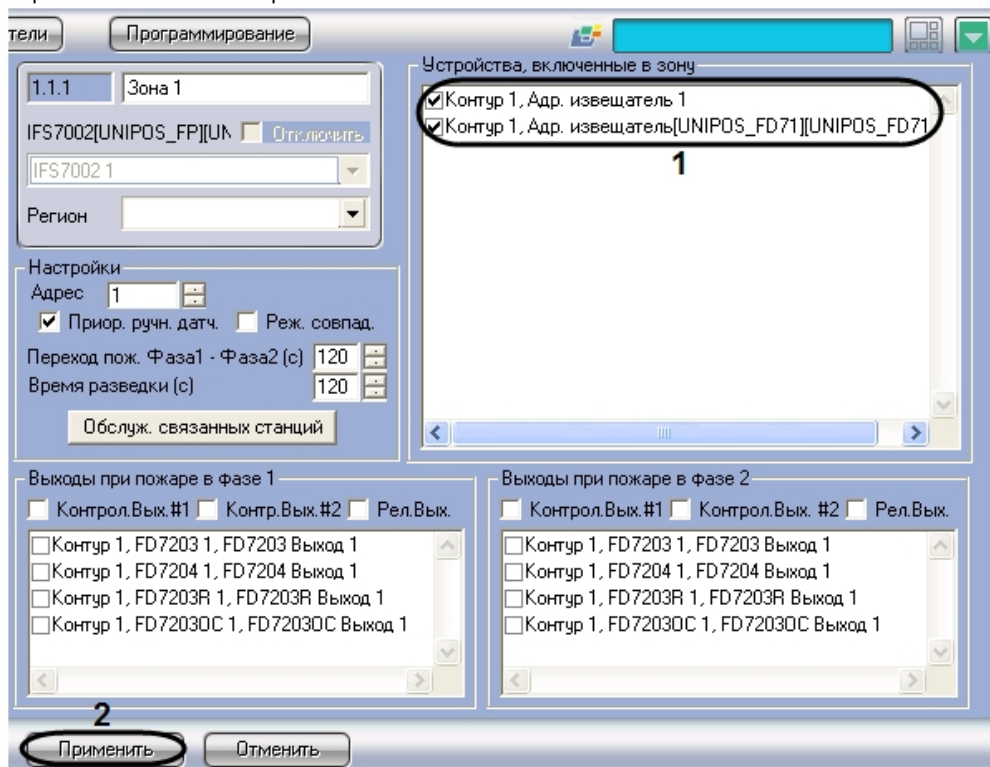 тели Программирование
1.1.1 Зона 1
IFS7002[UNIPOS_FP][UN Отключить
IFS7002 1
Регион
Устройства, включенные в зону
Контур 1, Адр. извещатель 1
Контур 1, Адр. извещатель[UNIPOS_FD71][UNIPOS_FD71
1
Настройки
Адрес 1
Приор. ручн. датч. Реж. совпад.
Переход пож. Фаза1 - Фаза2 (с) 120
Время разведки (с) 120
Обслуж. связанных станций
Выходы при пожаре в фазе 1
Контрол.Вых.#1 Контр.Вых.#2 Рел.Вых.
Контур 1, FD7203 1, FD7203 Выход 1
Контур 1, FD7204 1, FD7204 Выход 1
Контур 1, FD7203R 1, FD7203R Выход 1
Контур 1, FD7203OC 1, FD7203OC Выход 1
Выходы при пожаре в фазе 2
Контрол.Вых.#1 Контрол.Вых. #2 Рел.Вых.
Контур 1, FD7203 1, FD7203 Выход 1
Контур 1, FD7204 1, FD7204 Выход 1
Контур 1, FD7203R 1, FD7203R Выход 1
Контур 1, FD7203OC 1, FD7203OC Выход 1
2
Применить Отменить